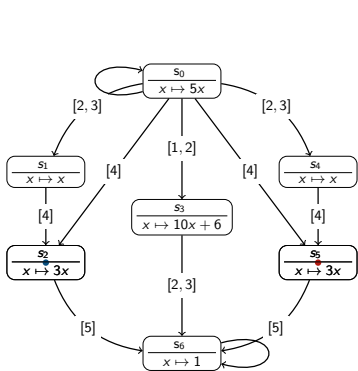 s₀
x ↦ 5x
[2, 3]
[2, 3]
[1, 2]
[4]
[4]
s₁
x ↦ x
s₄
x ↦ x
s₃
x ↦ 10x + 6
[4]
[4]
s₂
x ↦ 3x
s₅
x ↦ 3x
[2, 3]
[5]
[5]
s₆
x ↦ 1